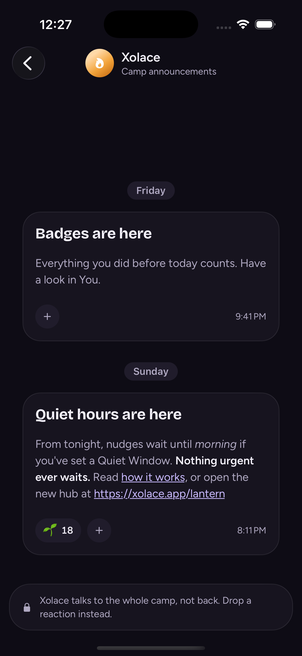 12:27
Xolace
Camp announcements
Friday
Badges are here
Everything you did before today counts. Have
a look in You.
+
9:41 PM
Sunday
Quiet hours are here
From tonight, nudges wait until morning if
you've set a Quiet Window. Nothing urgent
ever waits. Read how it works, or open the
new hub at https://xolace.app/lantern
18 +
8:11 PM
Xolace talks to the whole camp, not back. Drop a
reaction instead.